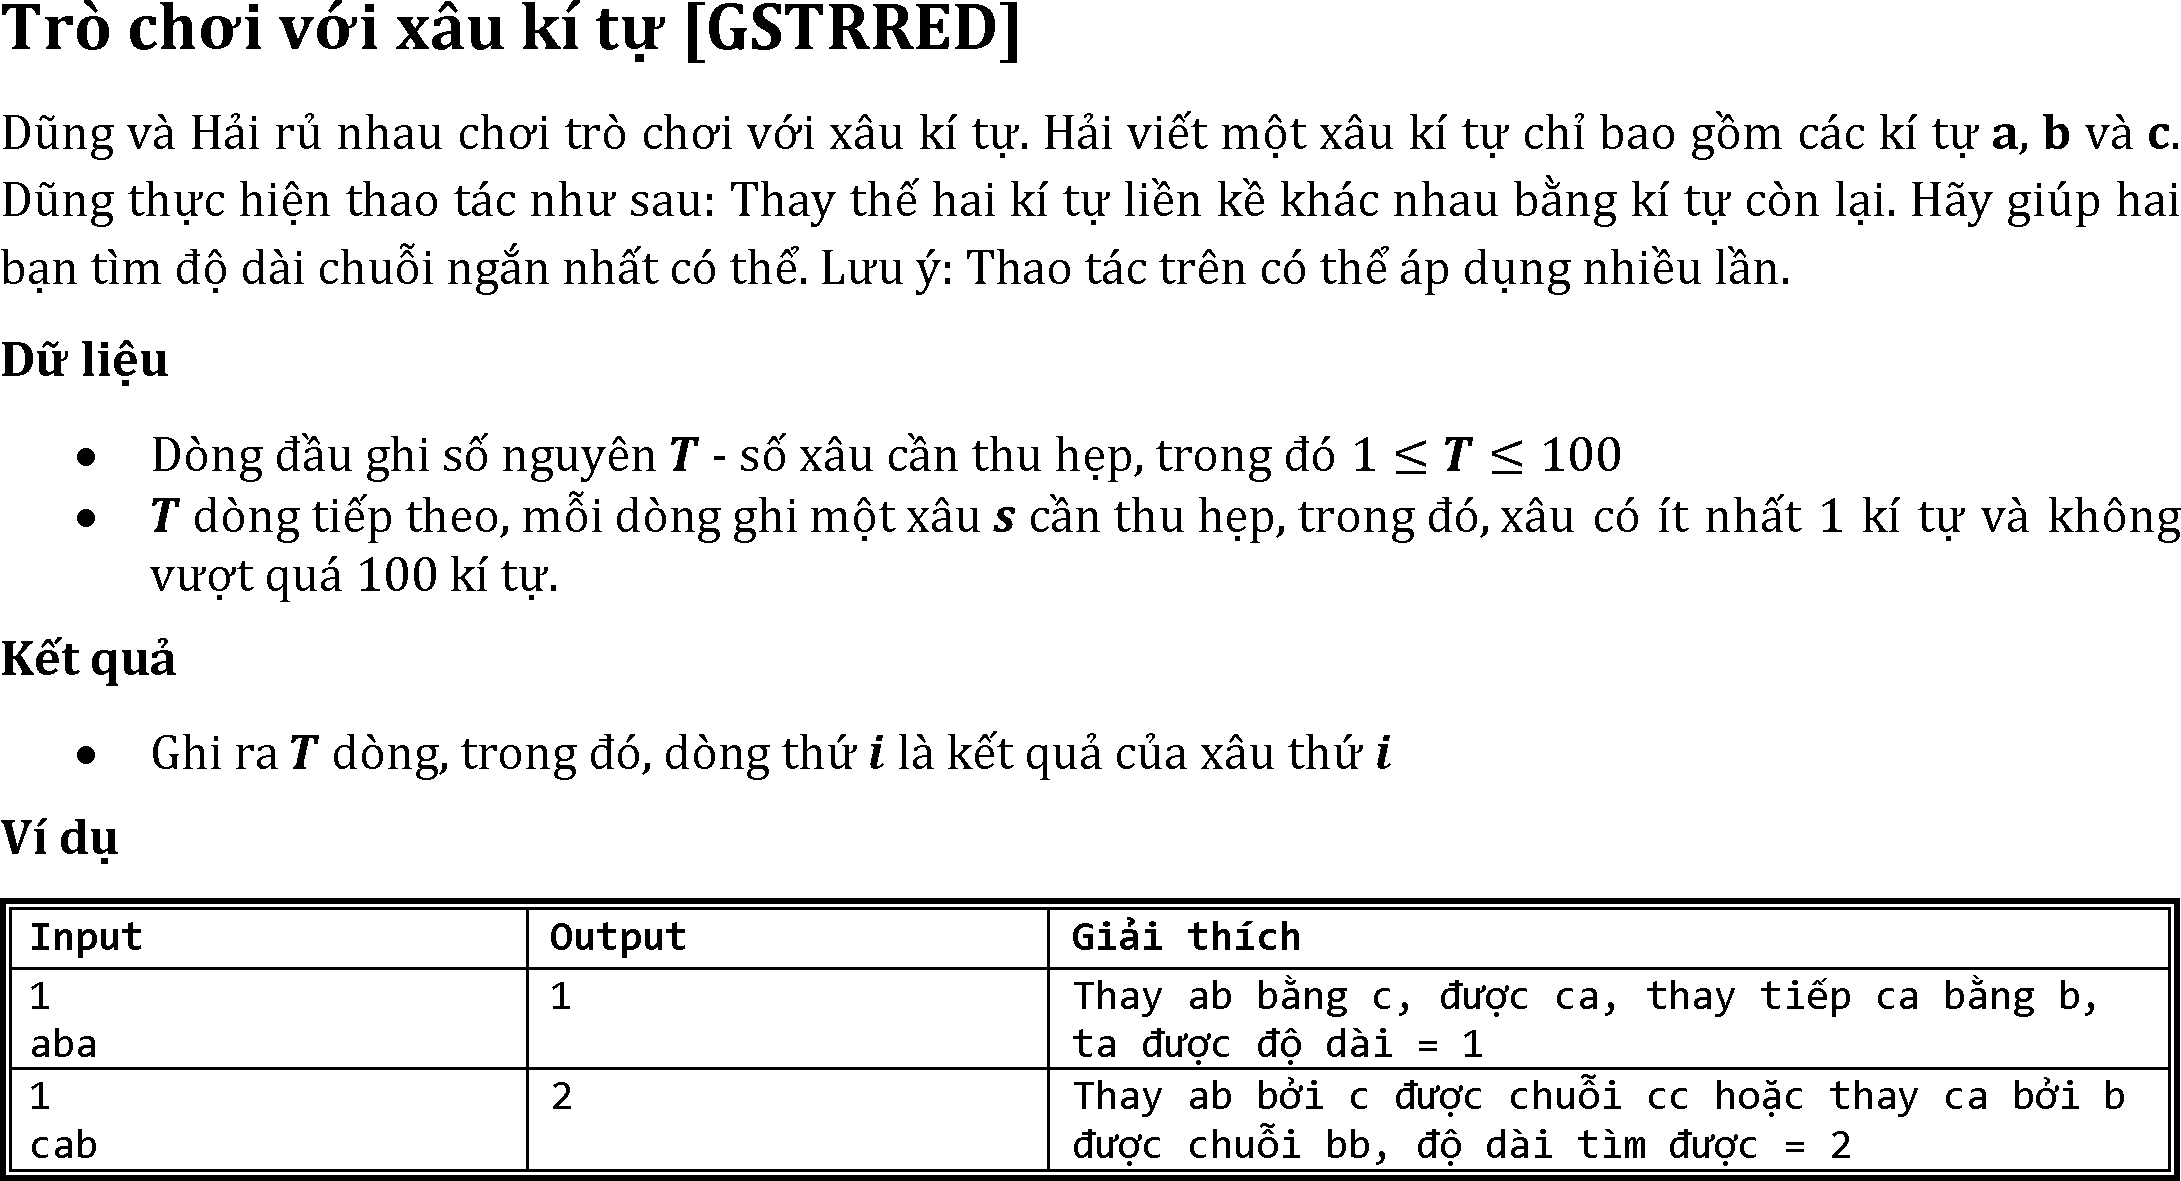 Trò chơi với xâu kí tự [GSTRRED]
Dũng và Hải rủ nhau chơi trò chơi với xâu kí tự. Hải viết một xâu kí tự chỉ bao gồm các kí tự a, b và c.
Dũng thực hiện thao tác như sau: Thay thế hai kí tự liền kề khác nhau bằng kí tự còn lại. Hãy giúp hai
bạn tìm độ dài chuỗi ngắn nhất có thể. Lưu ý: Thao tác trên có thể áp dụng nhiều lần.
Dữ liệu
• Dòng đầu ghi số nguyên T - số xâu cần thu hẹp, trong đó 1 ≤ T ≤ 100
• T dòng tiếp theo, mỗi dòng ghi một xâu s cần thu hẹp, trong đó, xâu có ít nhất 1 kí tự và không
vượt quá 100 kí tự.
Kết quả
• Ghi ra T dòng, trong đó, dòng thứ i là kết quả của xâu thứ i
Ví dụ
Input Output Giải thích
1 1 Thay ab bằng c, được ca, thay tiếp ca bằng b,
aba ta được độ dài = 1
1 2 Thay ab bởi c được chuỗi cc hoặc thay ca bởi b
cab được chuỗi bb, độ dài tìm được = 2